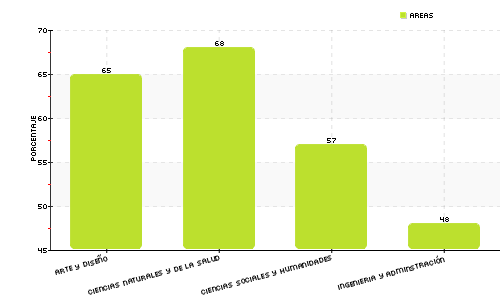 AREAS
70
65
60
55
50
45
PORCENTAJE
65
68
57
48
ARTE Y DISEÑO
CIENCIAS NATURALES Y DE LA SALUD
CIENCIAS SOCIALES Y HUMANIDADES
INGENIERIA Y ADMINISTRACIÓN